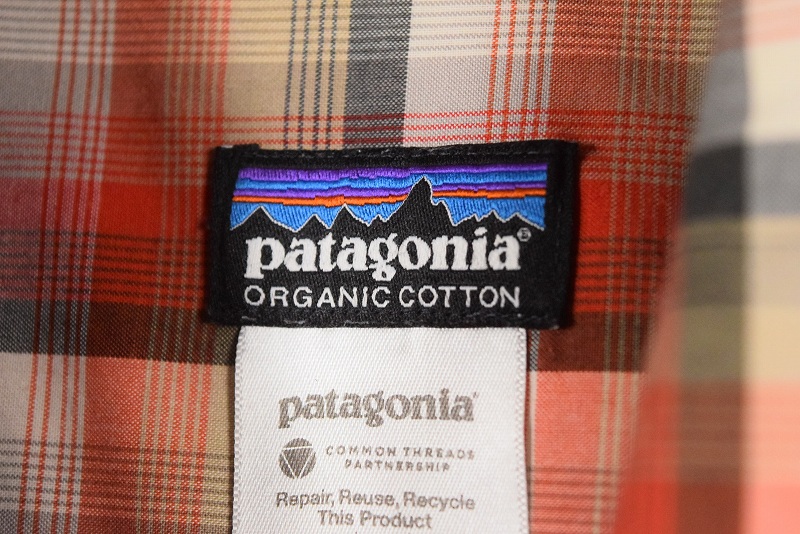 patagonia®
ORGANIC COTTON
patagonia®
COMMON THREADS
PARTNERSHIP
Repair, Reuse, Recycle
This Product